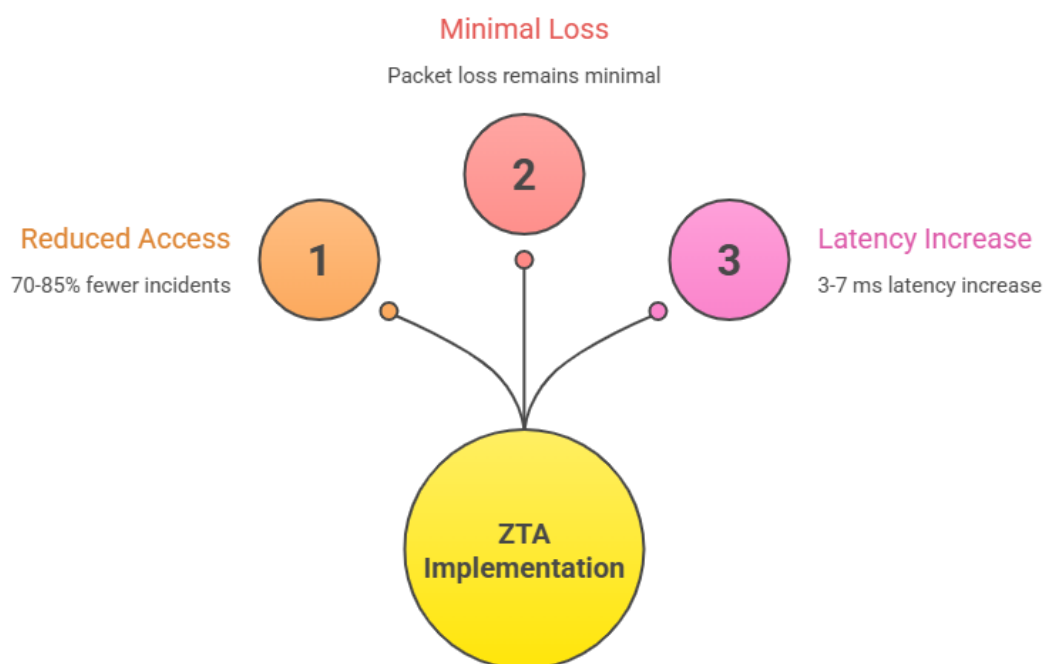 Minimal Loss
Packet loss remains minimal
2
Reduced Access
70-85% fewer incidents
1
3
Latency Increase
3-7 ms latency increase
ZTA
Implementation